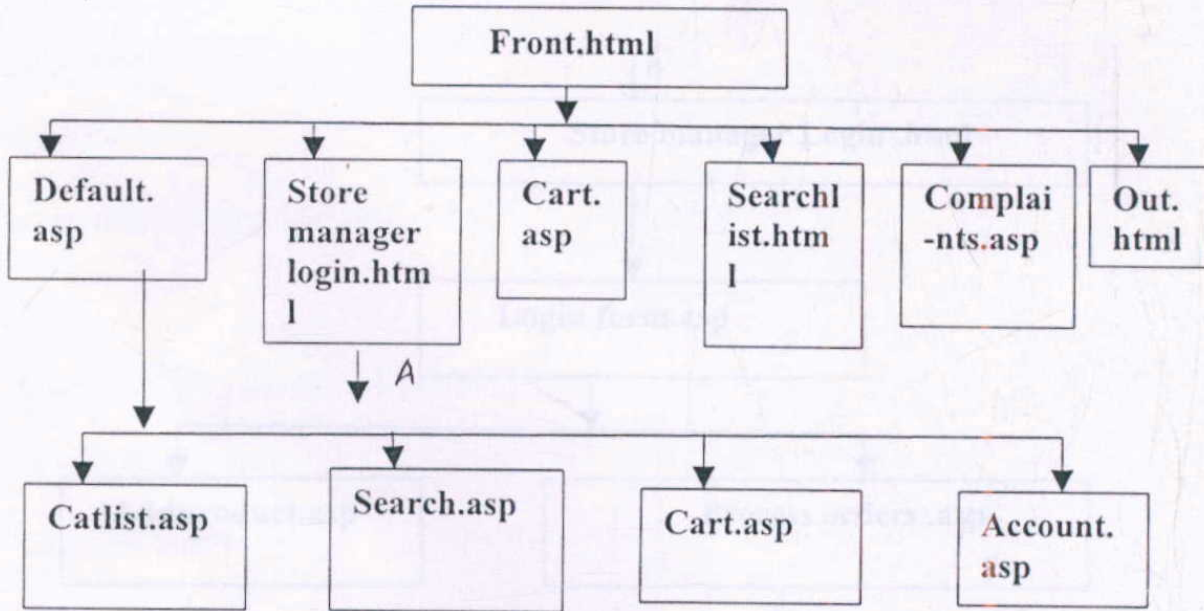 Front.html
Default.
asp
Store
manager
login.htm
l
Cart.
asp
Searchl
ist.htm
l
Complai
-nts.asp
Out.
html
A
Catlist.asp
Search.asp
Cart.asp
Account.
asp